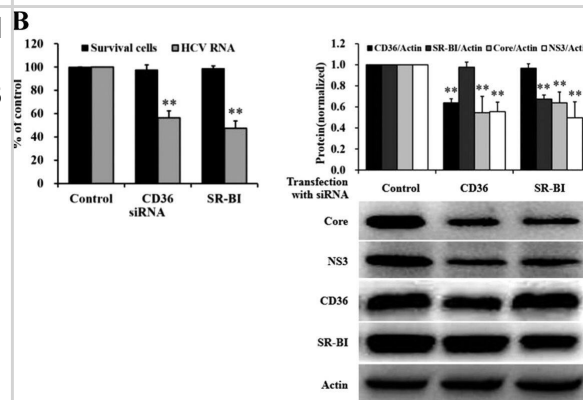 B
Survival cells HCV RNA
% of control
120
100
80
60
40
20
0
**
**
Control CD36 SR-BI
siRNA
CD36/Actin SR-BI/Actin Core/Actin NS3/Act
Protein(normalized)
1.2
1.0
0.8
0.6
0.4
0.2
0.0
** ** **
** ** **
Transfection
with siRNA
Control CD36 SR-BI
Core
NS3
CD36
SR-BI
Actin